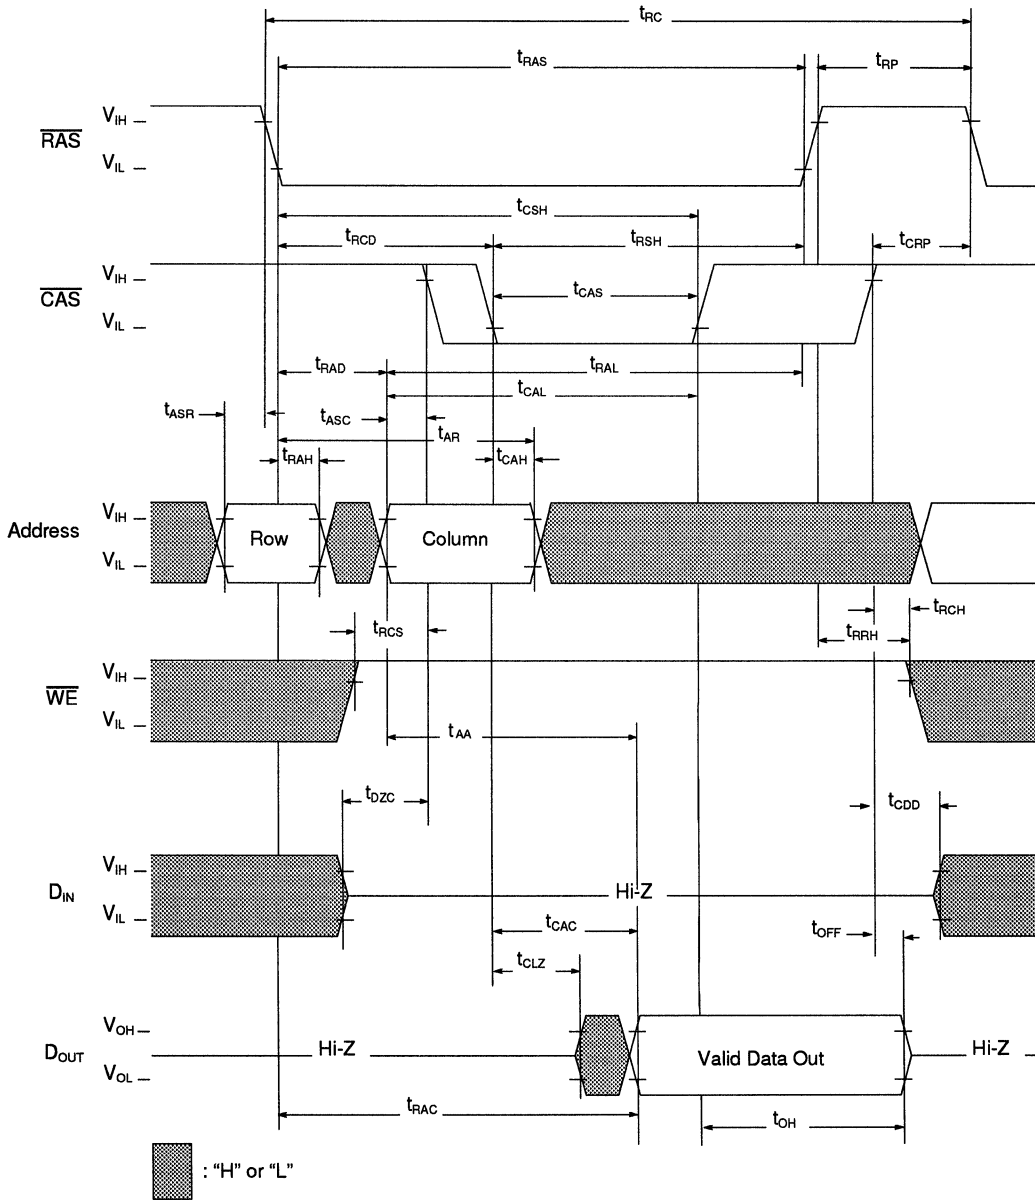 tRC
tRAS
tRP
VIH
RAS
VIL
tCSH
tRCD
tRSH
tCRP
VIH
CAS
tCAS
VIL
tRAD
tRAL
tCAL
tASR
tASC
tAR
tRAH
tCAH
VIH
Address
Row
Column
VIL
tRCH
tRCS
tRRH
VIH
WE
VIL
tAA
tDZC
tCDD
VIH
DIN
Hi-Z
VIL
tCAC
tOFF
tCLZ
VOH
DOUT
Hi-Z
Valid Data Out
Hi-Z
VOL
tRAC
tOH
: “H” or “L”